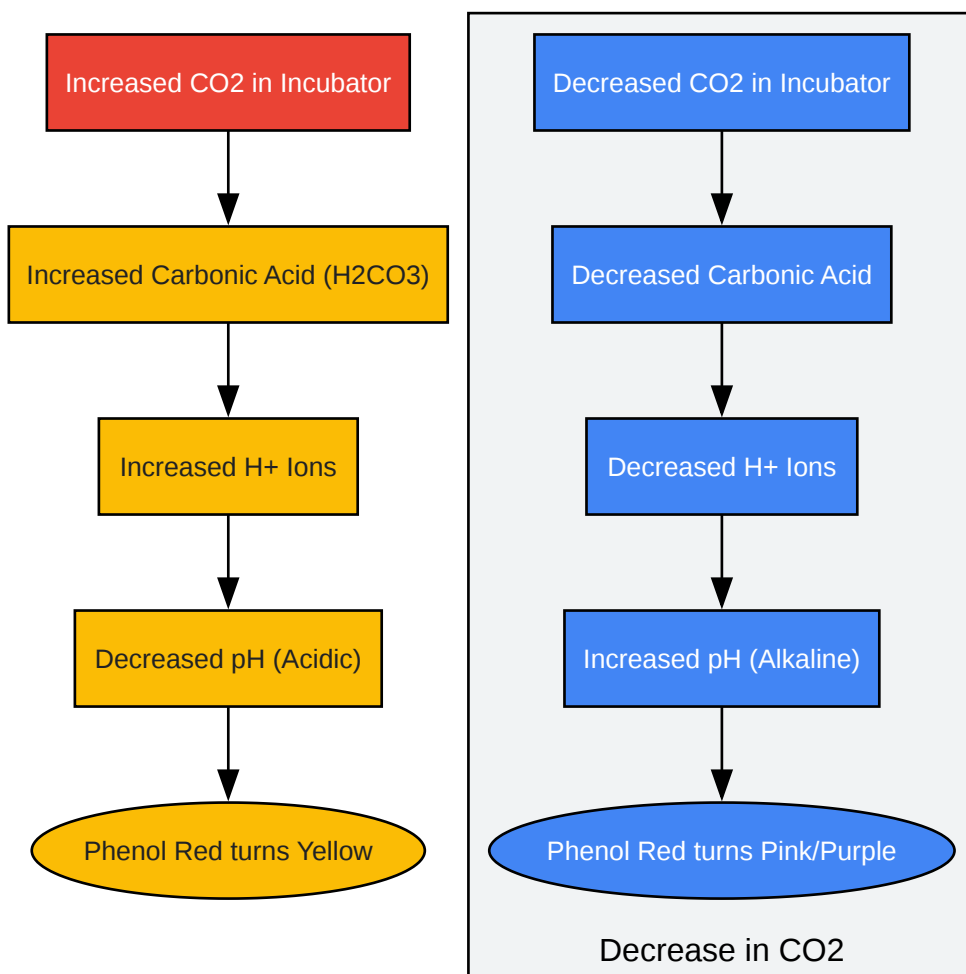 Increased CO2 in Incubator
Increased Carbonic Acid (H2CO3)
Increased H+ Ions
Decreased pH (Acidic)
Phenol Red turns Yellow
Decreased CO2 in Incubator
Decreased Carbonic Acid
Decreased H+ Ions
Increased pH (Alkaline)
Phenol Red turns Pink/Purple
Decrease in CO2